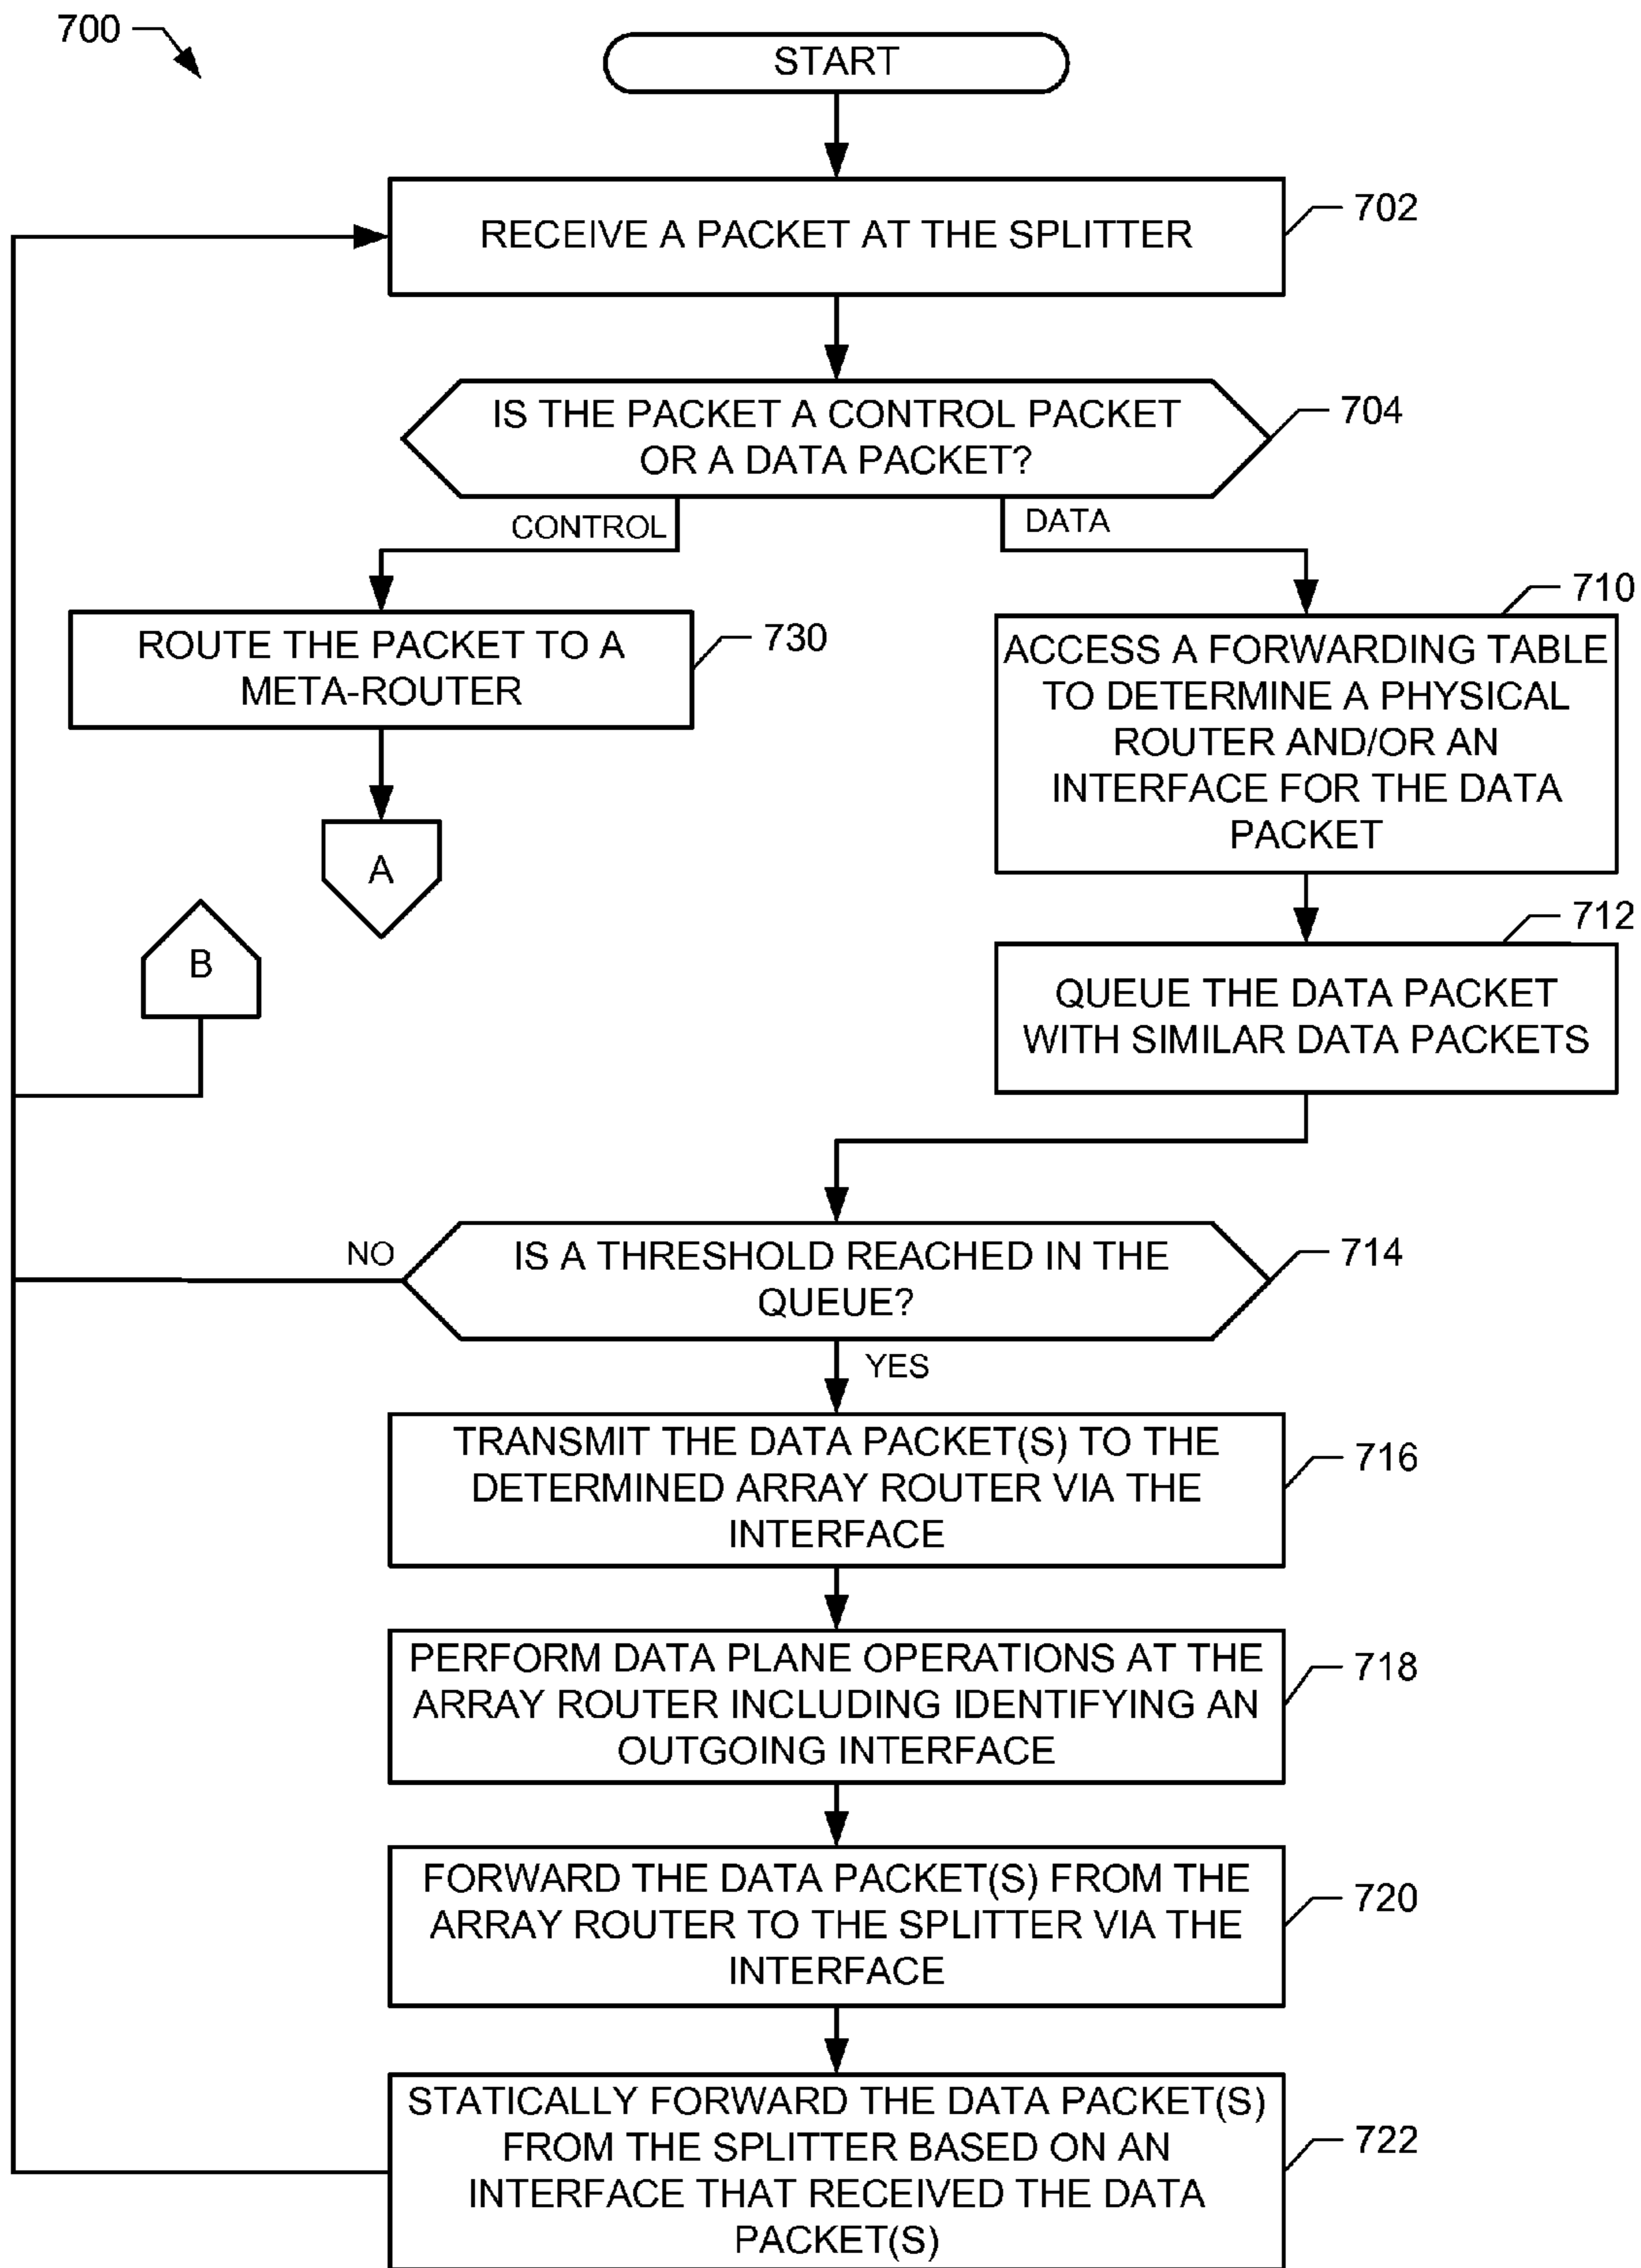 700
START
RECEIVE A PACKET AT THE SPLITTER
702
IS THE PACKET A CONTROL PACKET
OR A DATA PACKET?
704
CONTROL
DATA
ROUTE THE PACKET TO A
META-ROUTER
730
710
ACCESS A FORWARDING TABLE
TO DETERMINE A PHYSICAL
ROUTER AND/OR AN
INTERFACE FOR THE DATA
PACKET
A
B
712
QUEUE THE DATA PACKET
WITH SIMILAR DATA PACKETS
NO
IS A THRESHOLD REACHED IN THE
QUEUE?
714
YES
TRANSMIT THE DATA PACKET(S) TO THE
DETERMINED ARRAY ROUTER VIA THE
INTERFACE
716
PERFORM DATA PLANE OPERATIONS AT THE
ARRAY ROUTER INCLUDING IDENTIFYING AN
OUTGOING INTERFACE
718
FORWARD THE DATA PACKET(S) FROM THE
ARRAY ROUTER TO THE SPLITTER VIA THE
INTERFACE
720
STATICALLY FORWARD THE DATA PACKET(S)
FROM THE SPLITTER BASED ON AN
INTERFACE THAT RECEIVED THE DATA
PACKET(S)
722